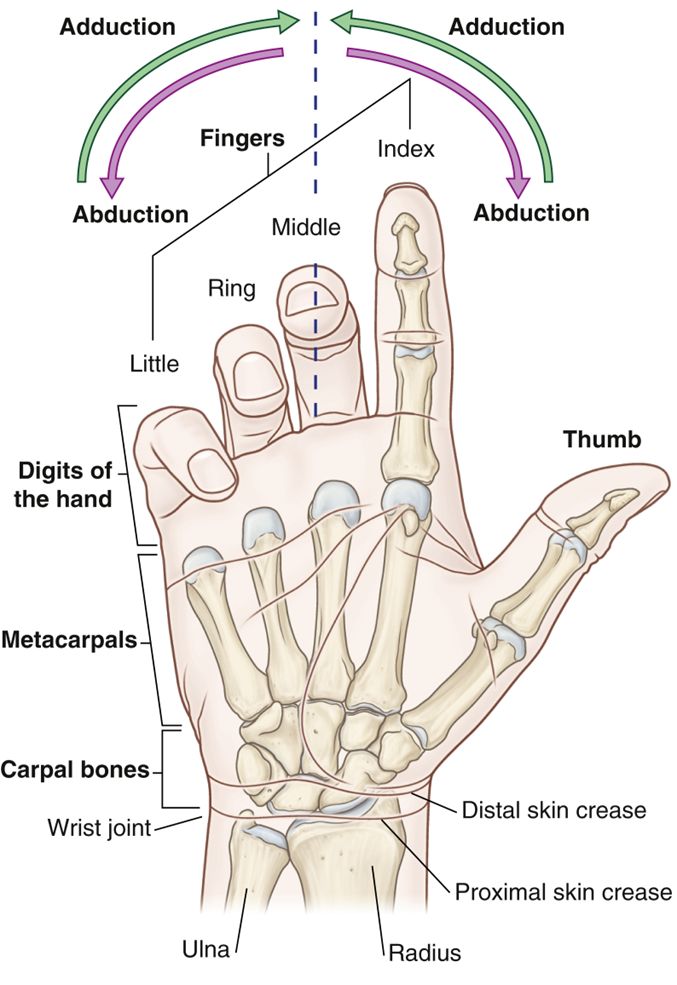 Adduction
Adduction
Fingers
Index
Abduction
Abduction
Middle
Ring
Little
Thumb
Digits of
the hand
Metacarpals
Carpal bones
Distal skin crease
Wrist joint
Proximal skin crease
Ulna
Radius